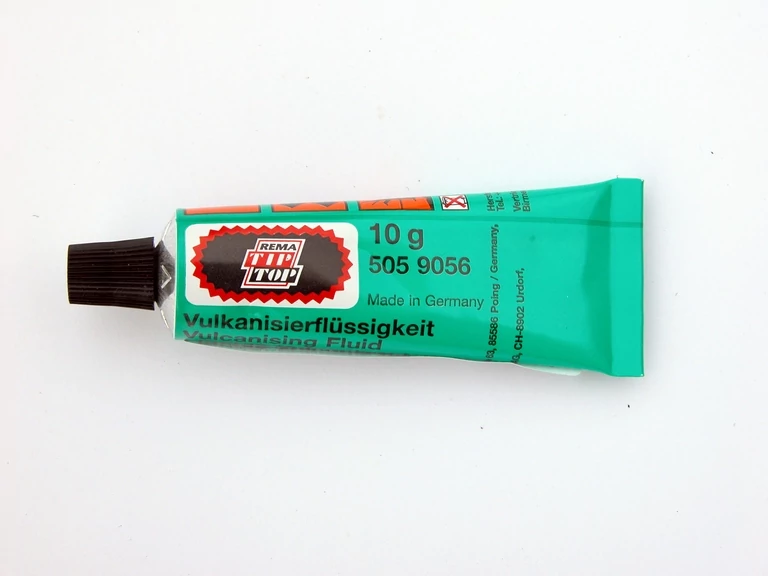 REMA
TIP
TOP
10 g
505 9056
Made in Germany
Vulkanisierflüssigkeit
Vulcanising Fluid
85586 Poing / Germany,
CH-8902 Urdorf,